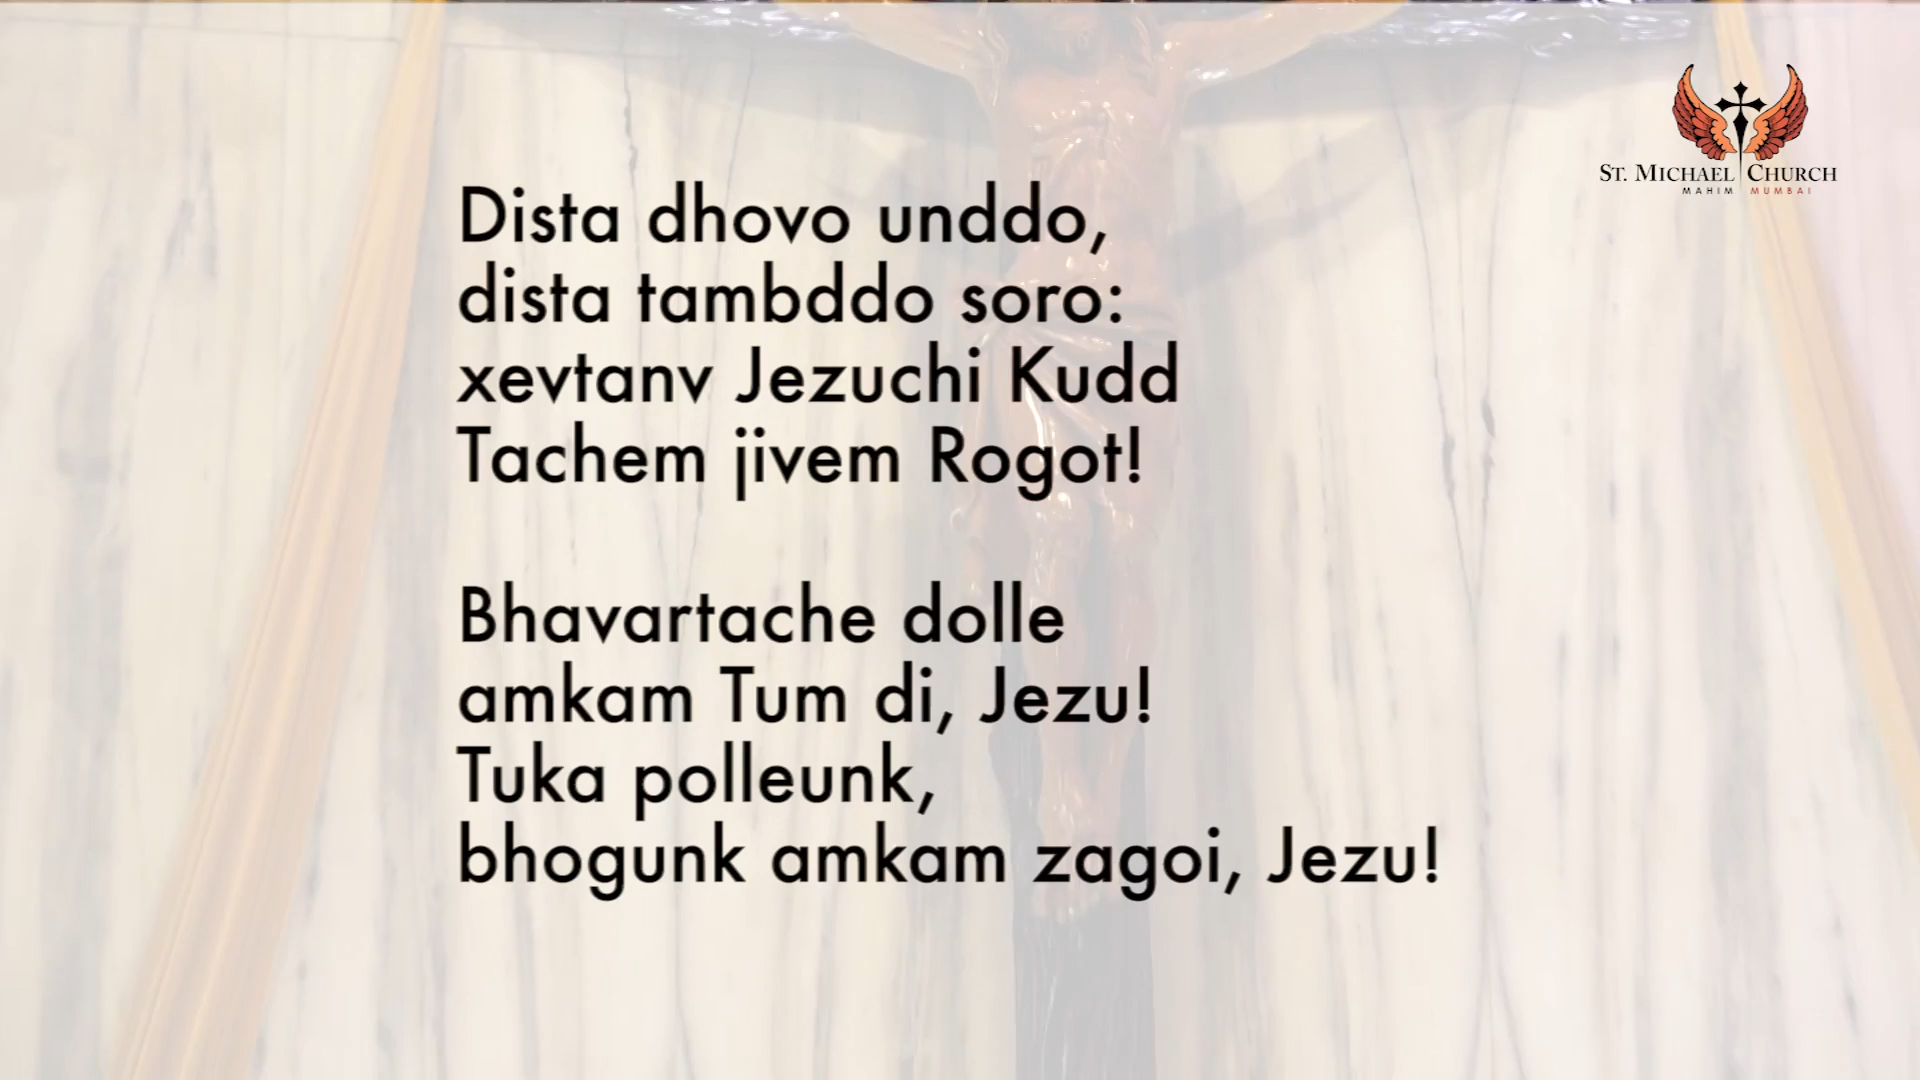 ST. MICHAEL CHURCH
MAHIM MUMBAI
Dista dhovo unddo,
dista tambddo soro:
xevtanv Jezuchi Kudd
Tachem jivem Rogot!
Bhavartache dolle
amkam Tum di, Jezu!
Tuka polleunk,
bhogunk amkam zagoi, Jezu!